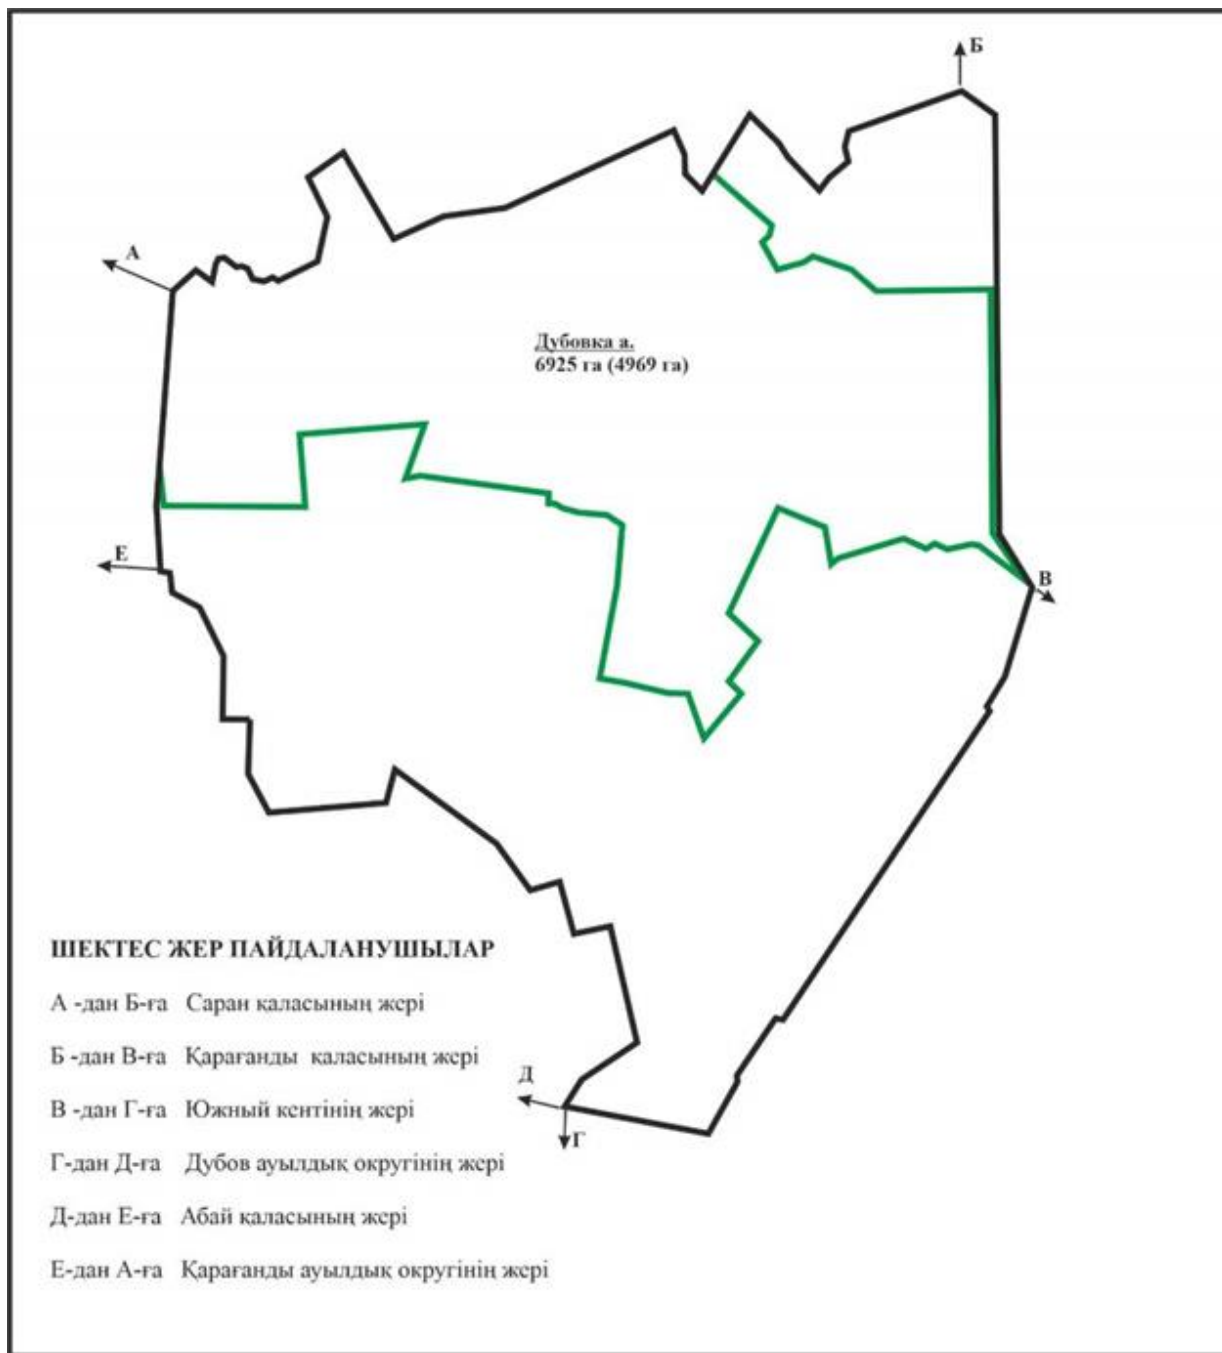 Б
А
Дубовка а.
6925 га (4969 га)
Е
В
ШЕКТЕС ЖЕР ПАЙДАЛАНУШЫЛАР
А -дан Б-ға Саран қаласының жері
Б -дан В-ға Қарағанды қаласының жері
В -дан Г-ға Южный кентінің жері
Д
Г
Г-дан Д-ға Дубов ауылдық округінің жері
Д-дан Е-ға Абай қаласының жері
Е-дан А-ға Қарағанды ауылдық округінің жері